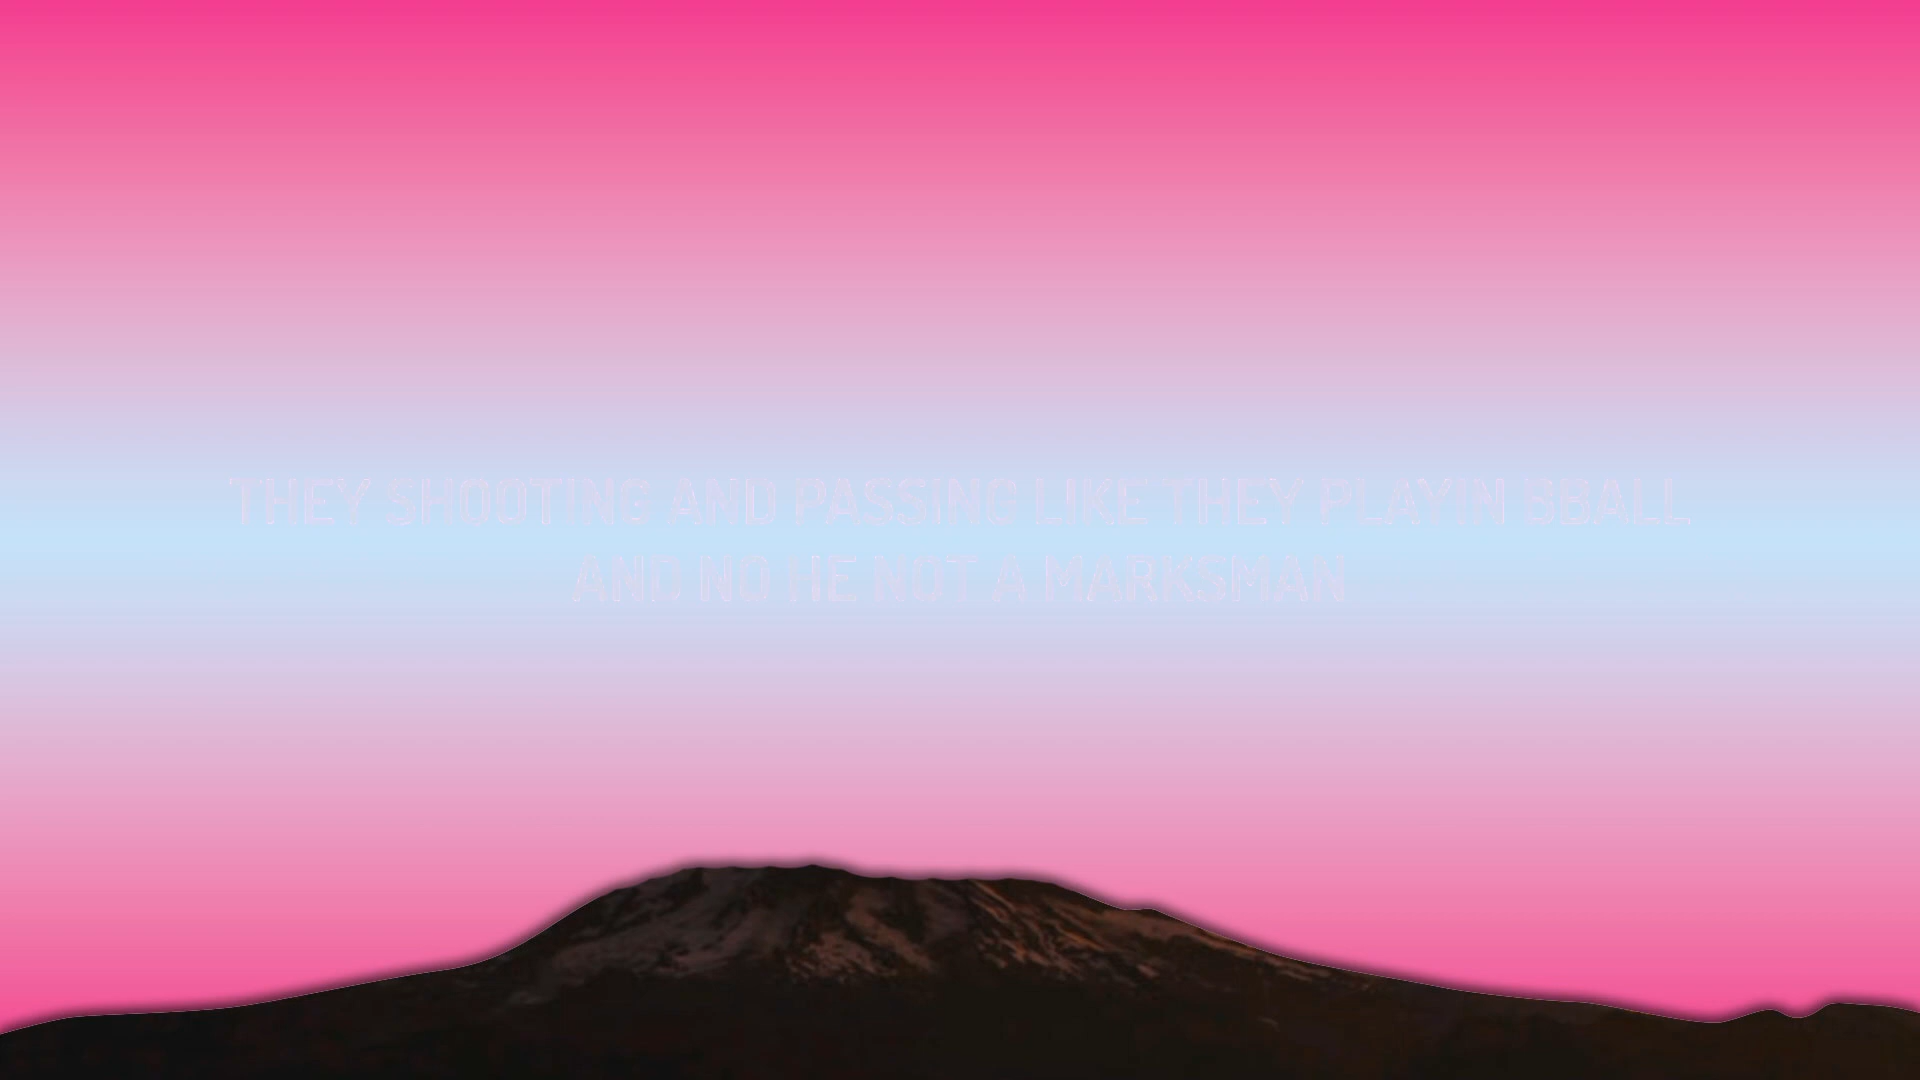 THEY SHOOTING AND PASSING LIKE THEY PLAYIN BBALL
AND NO HE NOT A MARKSMAN